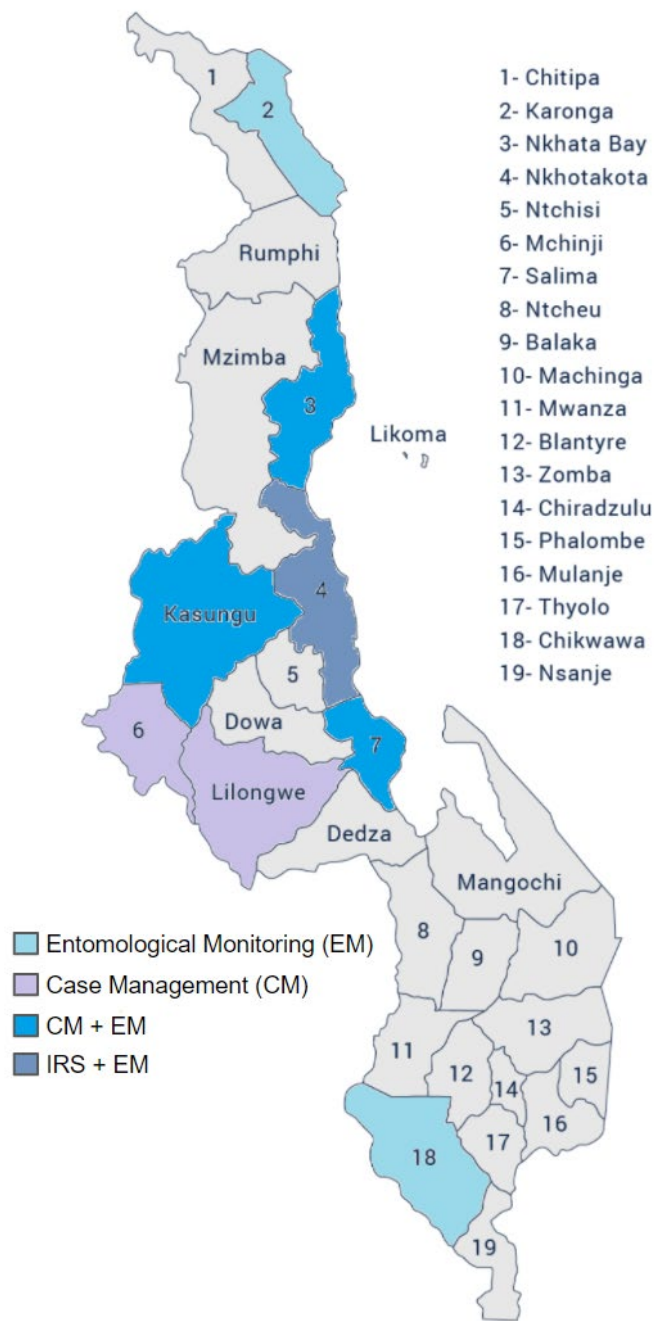 1
2
Rumphi
Mzimba
3
Likoma
Kasungu
4
5
Dowa
6
7
Lilongwe
Dedza
Mangochi
8
9
10
11
12
13
14
15
16
17
18
19
1- Chitipa
2- Karonga
3- Nkhata Bay
4- Nkhotakota
5- Ntchisi
6- Mchinji
7- Salima
8- Ntcheu
9- Balaka
10- Machinga
11- Mwanza
12- Blantyre
13- Zomba
14- Chiradzulu
15- Phalombe
16- Mulanje
17- Thyolo
18- Chikwawa
19- Nsanje
Entomological Monitoring (EM)
Case Management (CM)
CM + EM
IRS + EM